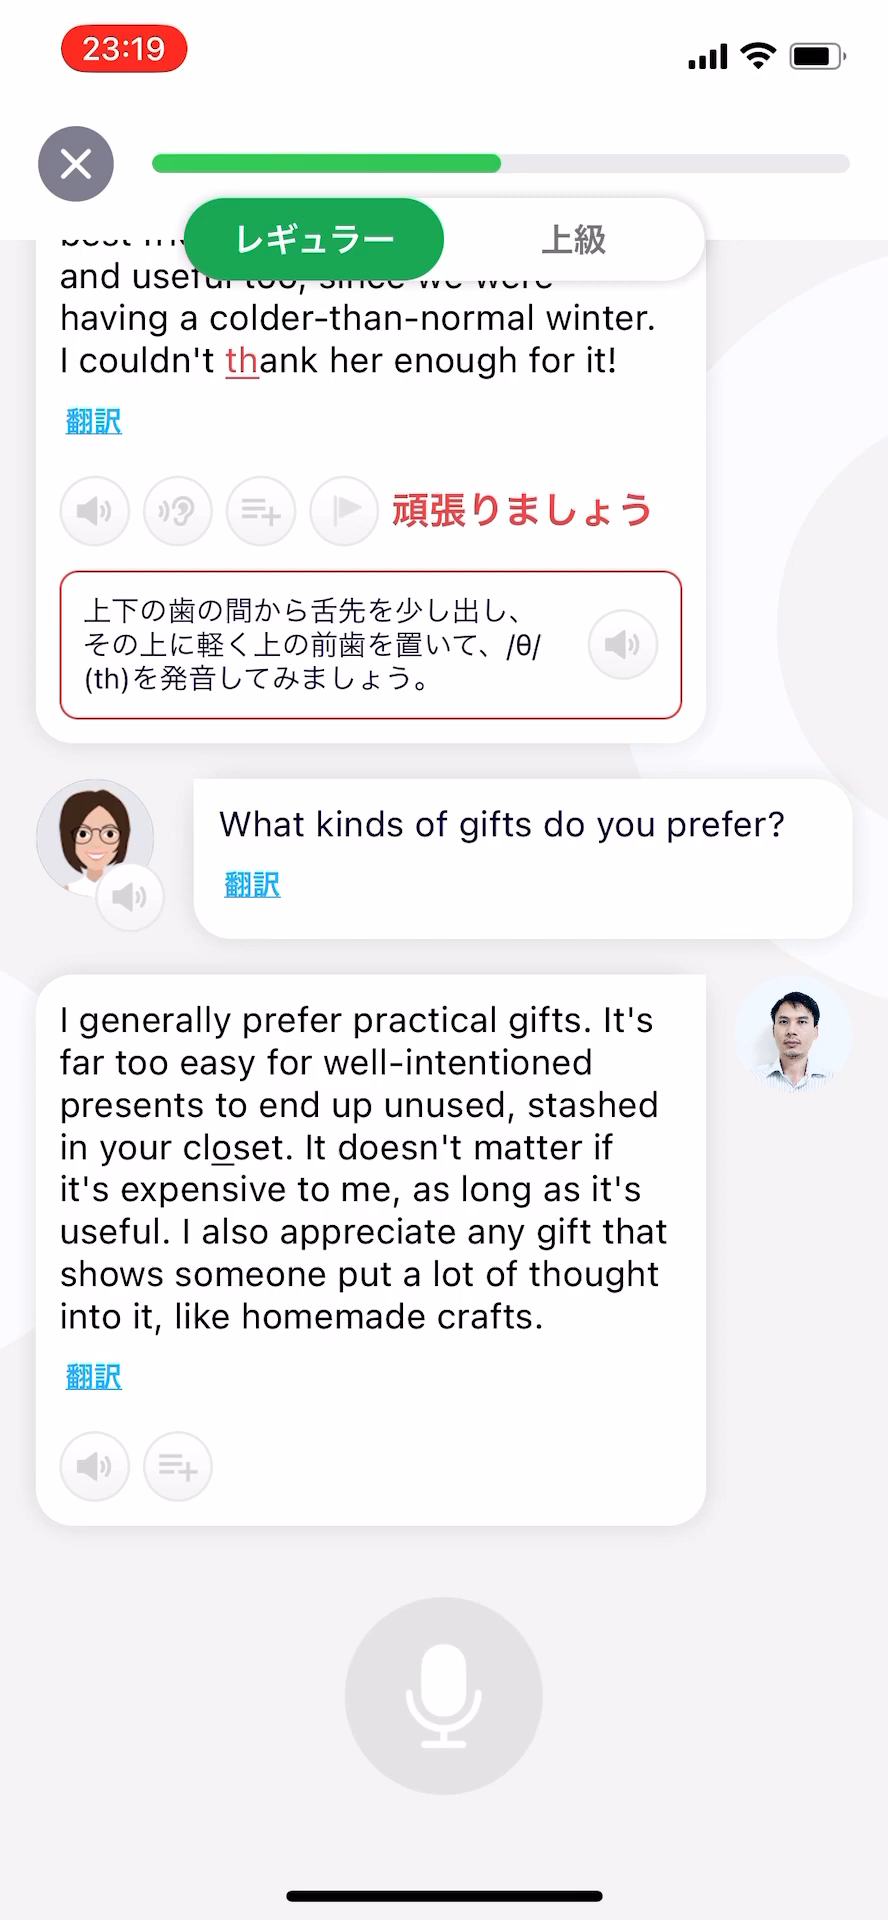 23:19
レギュラー
上級
and useful too, since we were
having a colder-than-normal winter.
I couldn't thank her enough for it!
翻訳
頑張りましょう
上下の歯の間から舌先を少し出し、
その上に軽く上の前歯を置いて、/θ/
(th)を発音してみましょう。
What kinds of gifts do you prefer?
翻訳
I generally prefer practical gifts. It's
far too easy for well-intentioned
presents to end up unused, stashed
in your closet. It doesn't matter if
it's expensive to me, as long as it's
useful. I also appreciate any gift that
shows someone put a lot of thought
into it, like homemade crafts.
翻訳